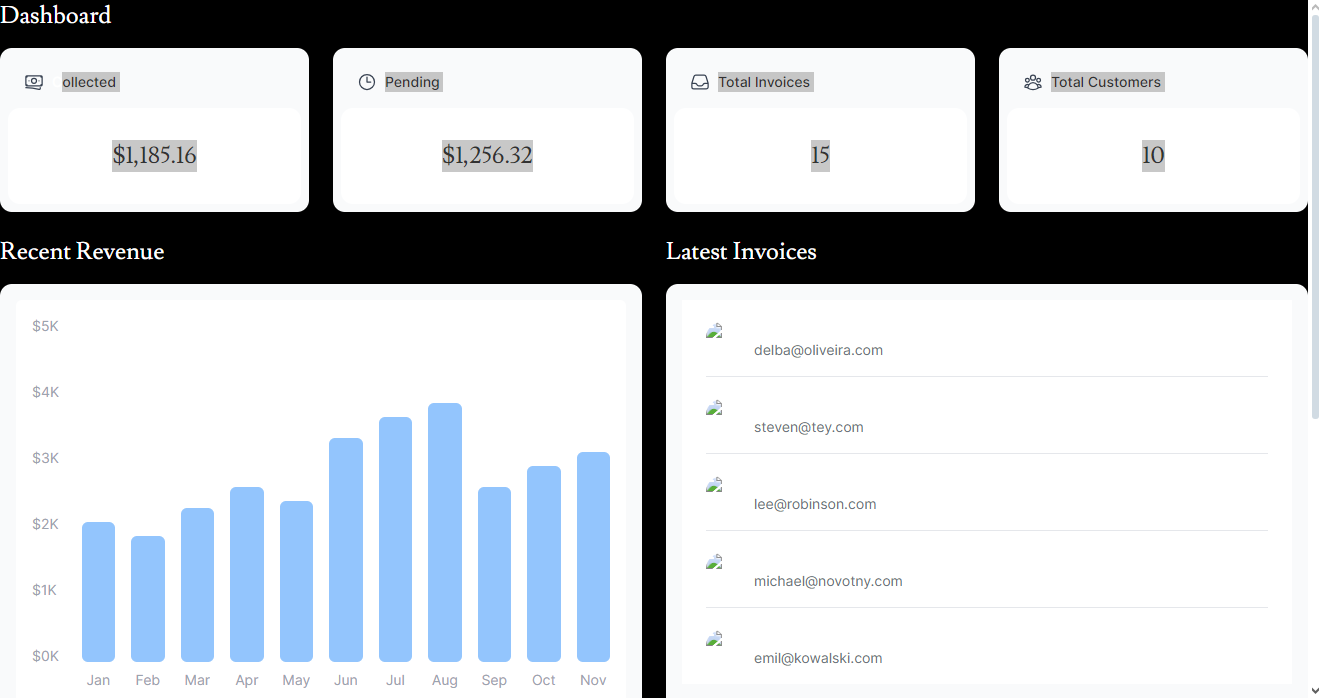 Dashboard
ollected
Pending
Total Invoices
Total Customers
$1,185.16
$1,256.32
15
10
Recent Revenue
Latest Invoices
$5K
$4K
$3K
$2K
$1K
$0K
Jan Feb Mar Apr May Jun Jul Aug Sep Oct Nov
delba@oliveira.com
steven@tey.com
lee@robinson.com
michael@novotny.com
emil@kowalski.com